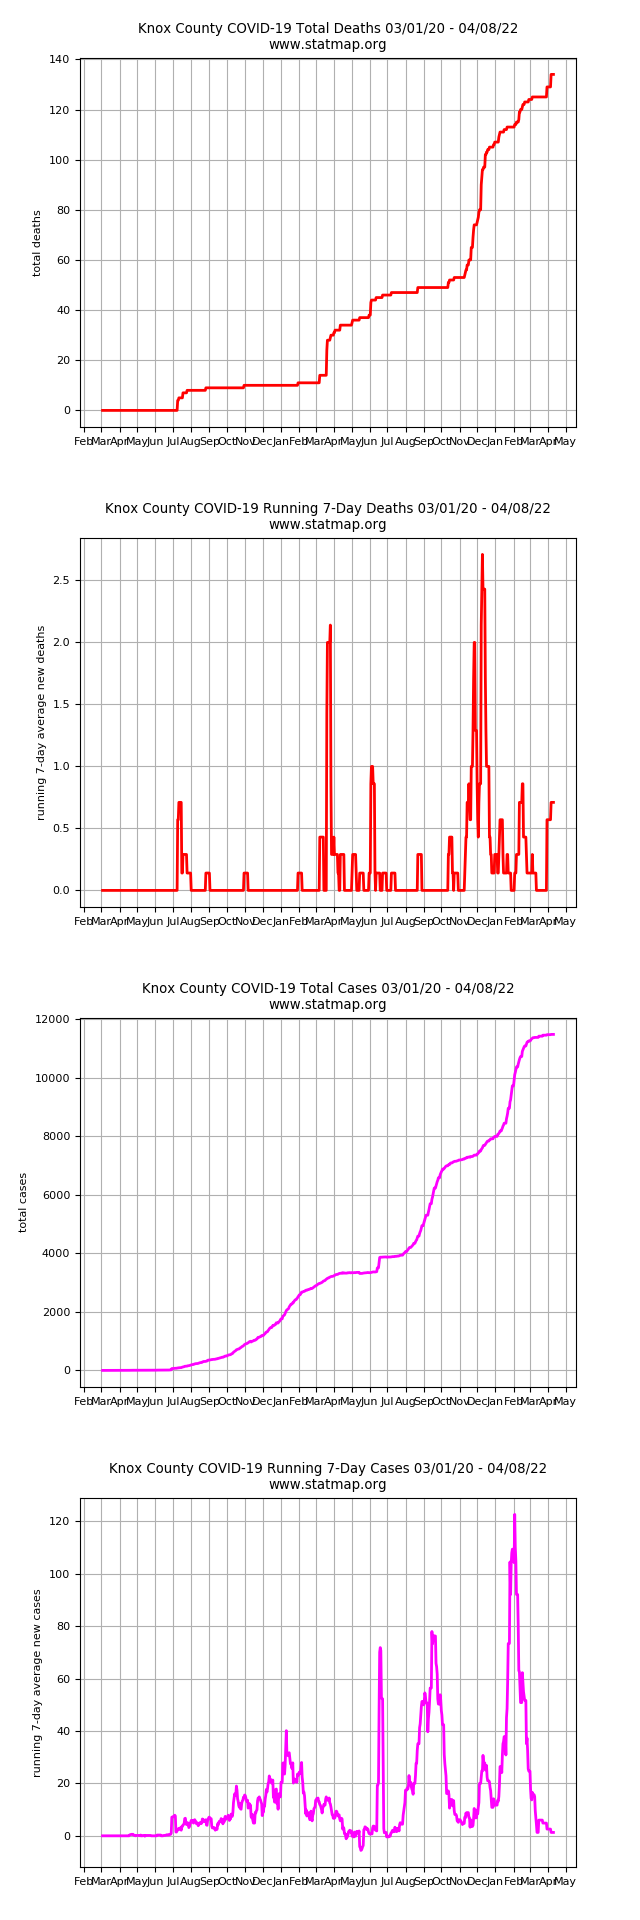 Knox County COVID-19 Total Deaths 03/01/20 - 04/08/22
www.statmap.org
140
120
100
80
60
40
20
0
total deaths
Feb Mar Apr May Jun Jul Aug Sep Oct Nov Dec Jan Feb Mar Apr May Jun Jul Aug Sep Oct Nov Dec Jan Feb Mar Apr May
Knox County COVID-19 Running 7-Day Deaths 03/01/20 - 04/08/22
www.statmap.org
2.5
2.0
1.5
1.0
0.5
0.0
running 7-day average new deaths
Feb Mar Apr May Jun Jul Aug Sep Oct Nov Dec Jan Feb Mar Apr May Jun Jul Aug Sep Oct Nov Dec Jan Feb Mar Apr May
Knox County COVID-19 Total Cases 03/01/20 - 04/08/22
www.statmap.org
12000
10000
8000
6000
4000
2000
0
total cases
Feb Mar Apr May Jun Jul Aug Sep Oct Nov Dec Jan Feb Mar Apr May Jun Jul Aug Sep Oct Nov Dec Jan Feb Mar Apr May
Knox County COVID-19 Running 7-Day Cases 03/01/20 - 04/08/22
www.statmap.org
120
100
80
60
40
20
0
running 7-day average new cases
Feb Mar Apr May Jun Jul Aug Sep Oct Nov Dec Jan Feb Mar Apr May Jun Jul Aug Sep Oct Nov Dec Jan Feb Mar Apr May